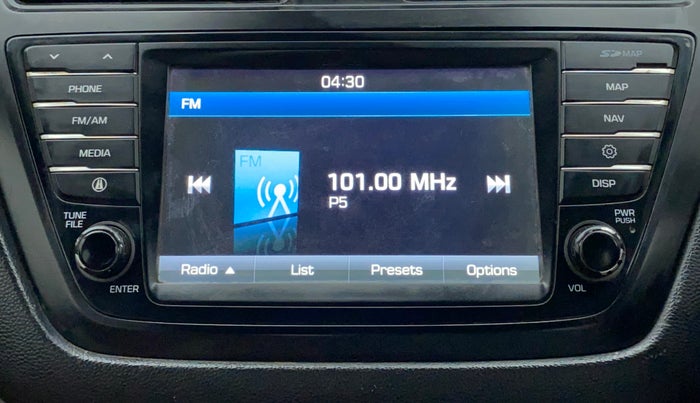 SD MAP
04:30
PHONE
MAP
FM
FM/AM
NAV
MEDIA
FM
101.00 MHz
P5
DISP
TUNE
FILE
PWR
PUSH
Radio ▲
List
Presets
Options
ENTER
VOL